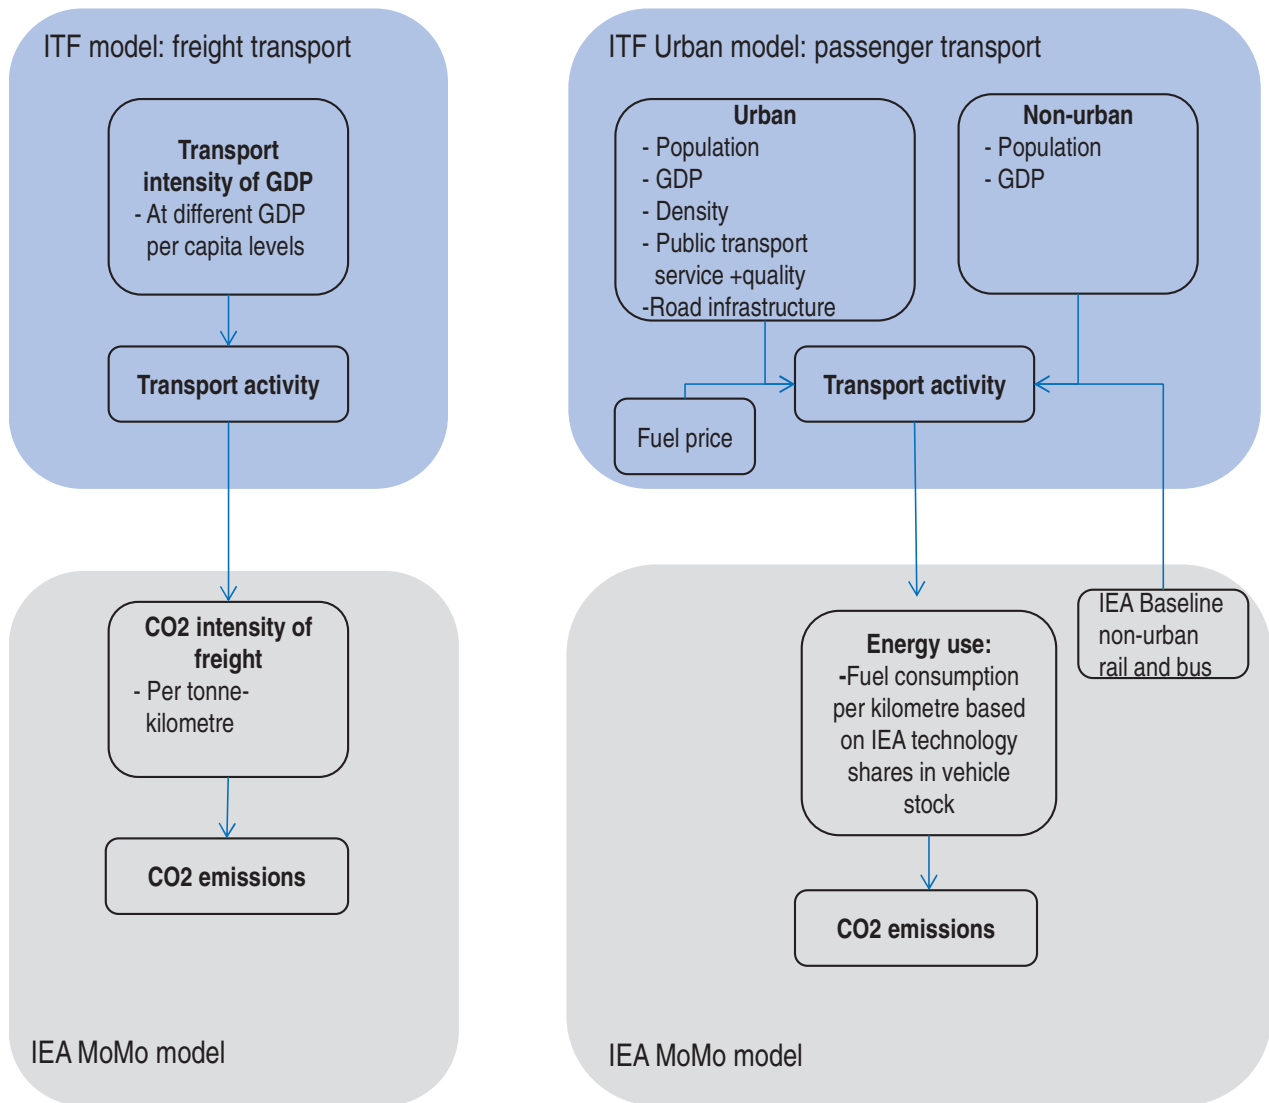 ITF model: freight transport
Transport
intensity of GDP
- At different GDP
per capita levels
Transport activity
CO2 intensity of
freight
- Per tonne-
kilometre
CO2 emissions
IEA MoMo model
ITF Urban model: passenger transport
Urban
- Population
- GDP
- Density
- Public transport
service +quality
-Road infrastructure
Non-urban
- Population
- GDP
Transport activity
Fuel price
IEA Baseline
non-urban
rail and bus
Energy use:
-Fuel consumption
per kilometre based
on IEA technology
shares in vehicle
stock
CO2 emissions
IEA MoMo model